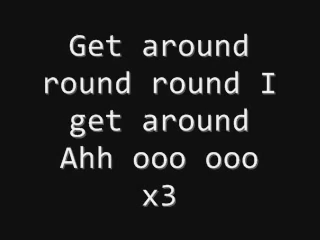 Get around
round round I
get around
Ahh ooo ooo
x3